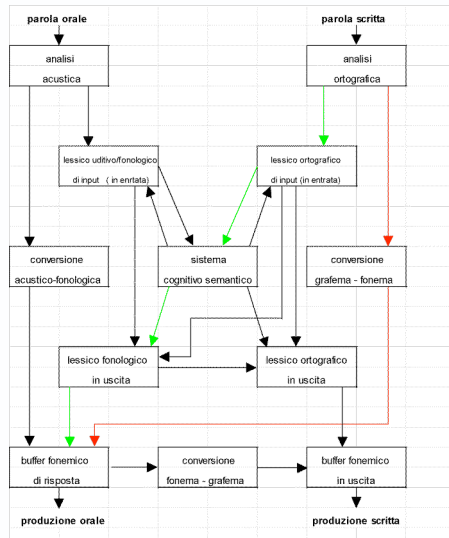 parola orale
parola scritta
analisi
acustica
analisi
ortografica
lessico uditivo/fonologico
di input ( in enrtata)
lessico ortografico
di input (in entrata)
conversione
acustico-fonologica
sistema
cognitivo semantico
conversione
grafema - fonema
lessico fonologico
in uscita
lessico ortografico
in uscita
buffer fonemico
di risposta
conversione
fonema - grafema
buffer fonemico
in uscita
produzione orale
produzione scritta